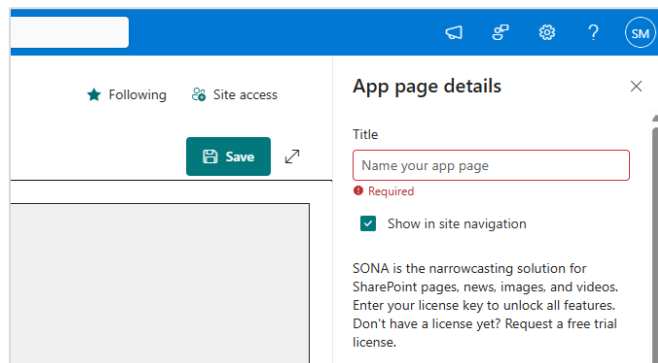 SM
Following
Site access
Save
App page details
Title
Name your app page
Required
Show in site navigation
SONA is the narrowcasting solution for
SharePoint pages, news, images, and videos.
Enter your license key to unlock all features.
Don't have a license yet? Request a free trial
license.